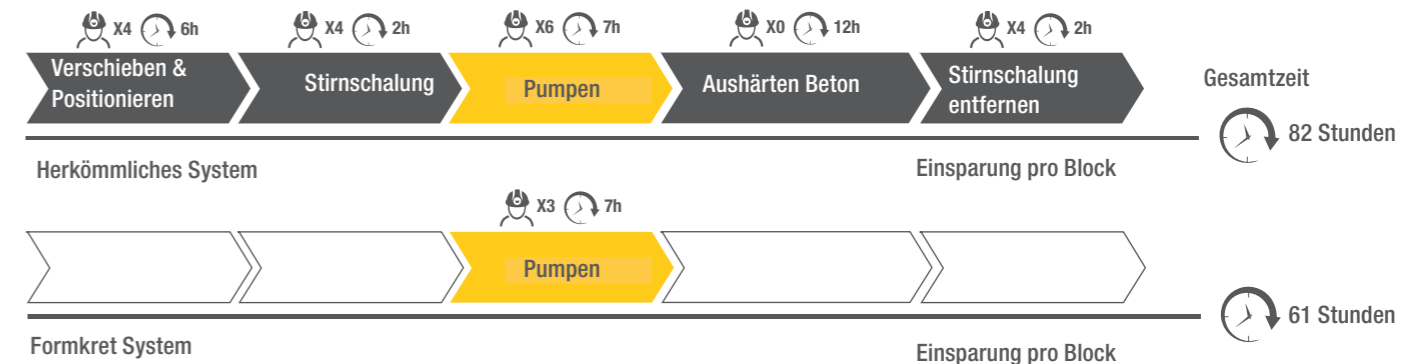 X4 6h
X4 2h
X6 7h
X0 12h
X4 2h
Verschieben &
Positionieren
Stirnschalung
Pumpen
Aushärten Beton
Stirnschalung
entfernen
Gesamtzeit
82 Stunden
Herkömmliches System
Einsparung pro Block
X3 7h
Pumpen
61 Stunden
Formkret System
Einsparung pro Block